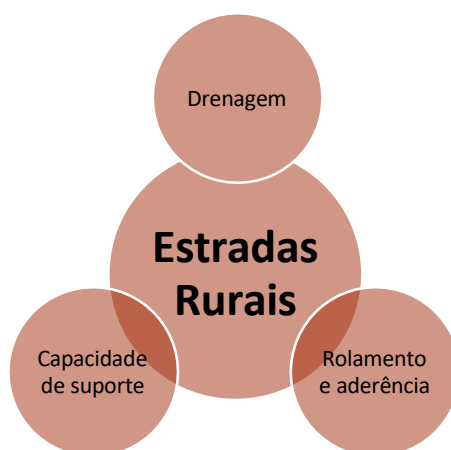 Drenagem
Estradas
Rurais
Capacidade
de suporte
Rolamento
e aderência